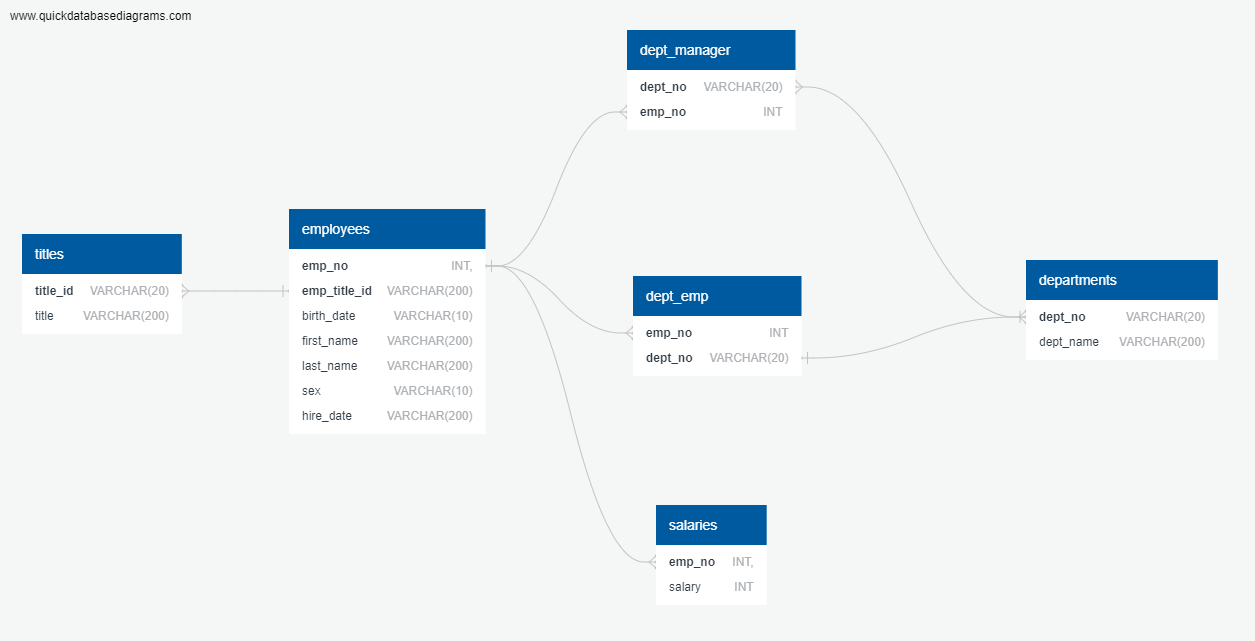 www.quickdatabasediagrams.com
dept_manager
dept_no VARCHAR(20)
emp_no INT
employees
emp_no INT,
emp_title_id VARCHAR(200)
birth_date VARCHAR(10)
first_name VARCHAR(200)
last_name VARCHAR(200)
sex VARCHAR(10)
hire_date VARCHAR(200)
titles
title_id VARCHAR(20)
title VARCHAR(200)
dept_emp
emp_no INT
dept_no VARCHAR(20)
departments
dept_no VARCHAR(20)
dept_name VARCHAR(200)
salaries
emp_no INT,
salary INT